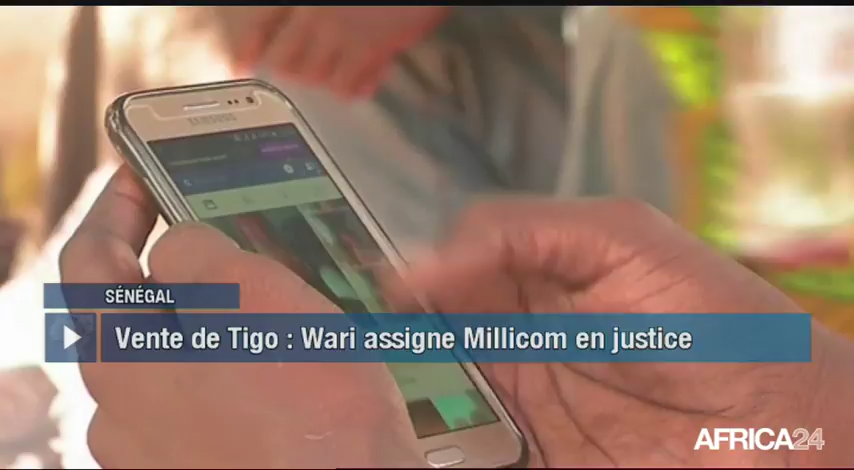 SAMSUNG
SÉNÉGAL
Vente de Tigo : Wari assigne Millicom en justice
AFRICA24